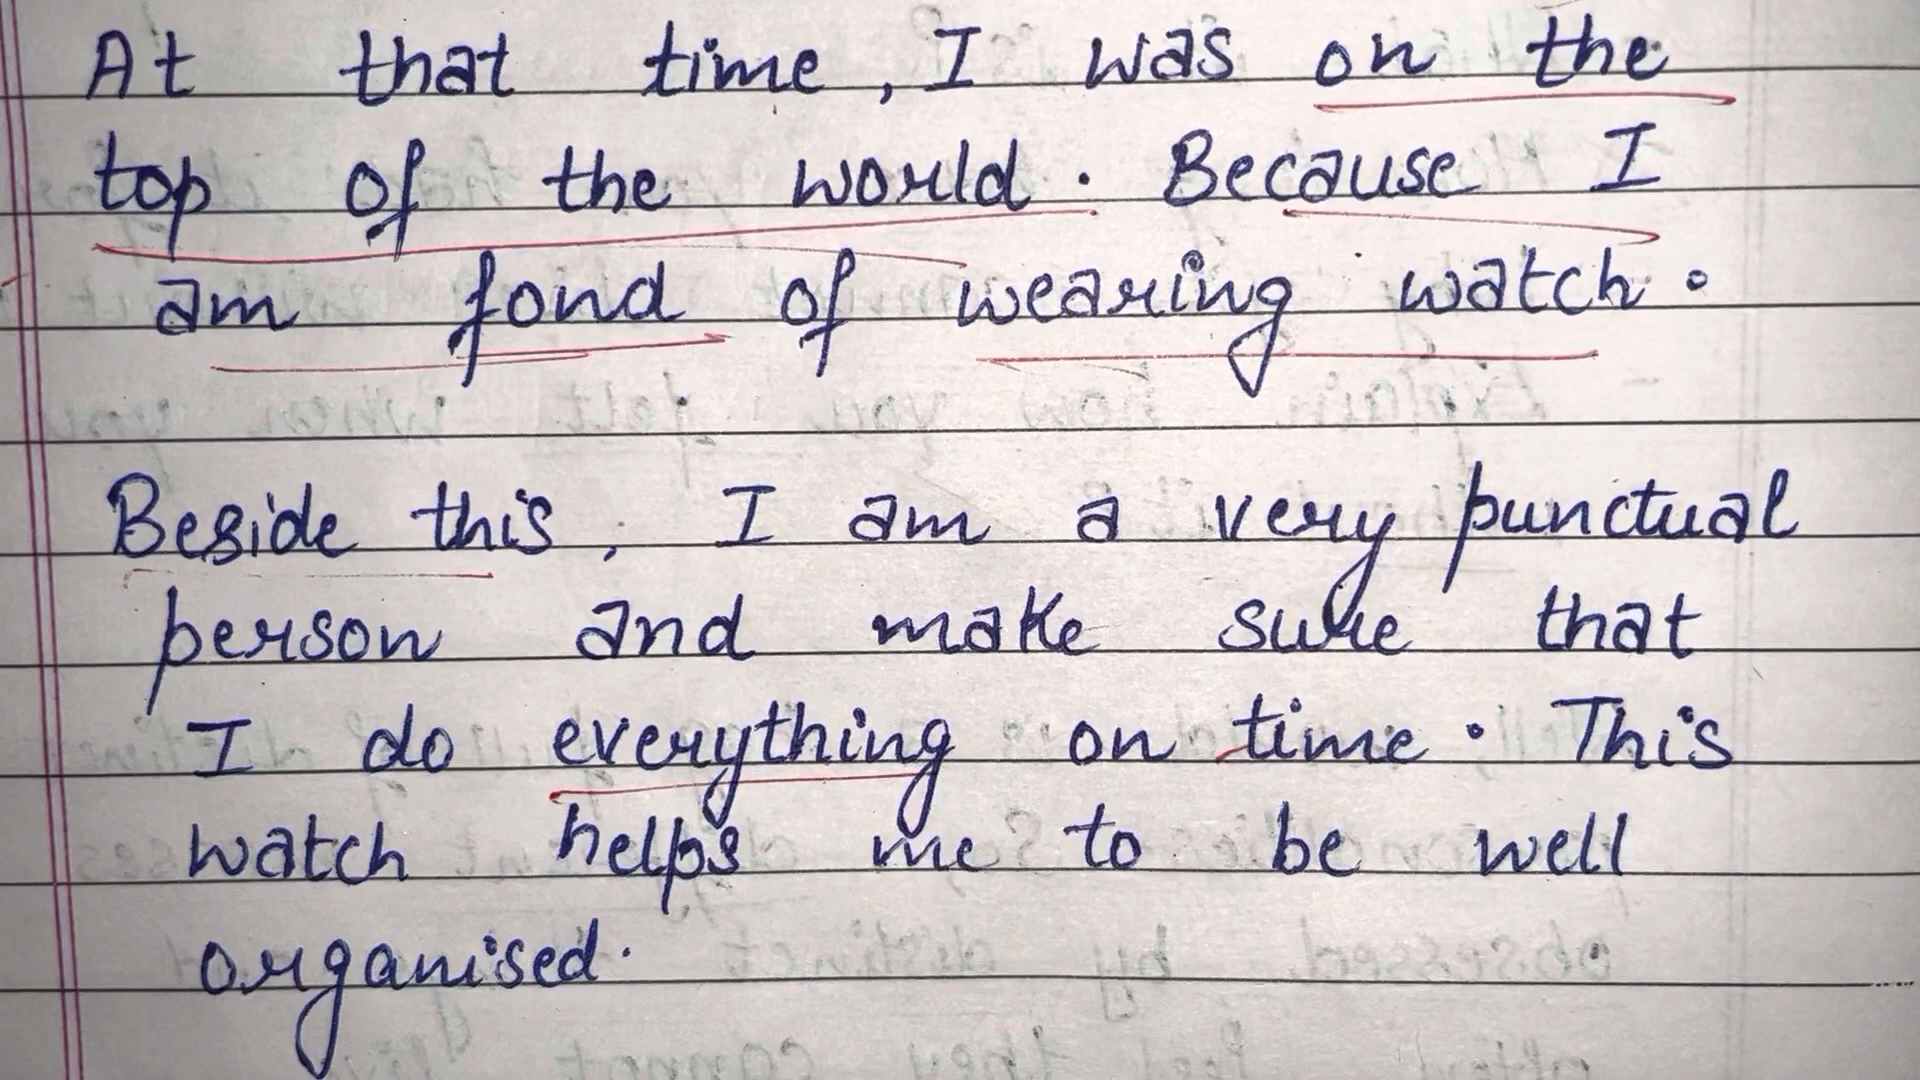 At that time, I was on the
top of the world. Because I
am fond of wearing watch.
Beside this, I am a very punctual
person and make sure that
I do everything on time. This
watch helps me to be well
organised.